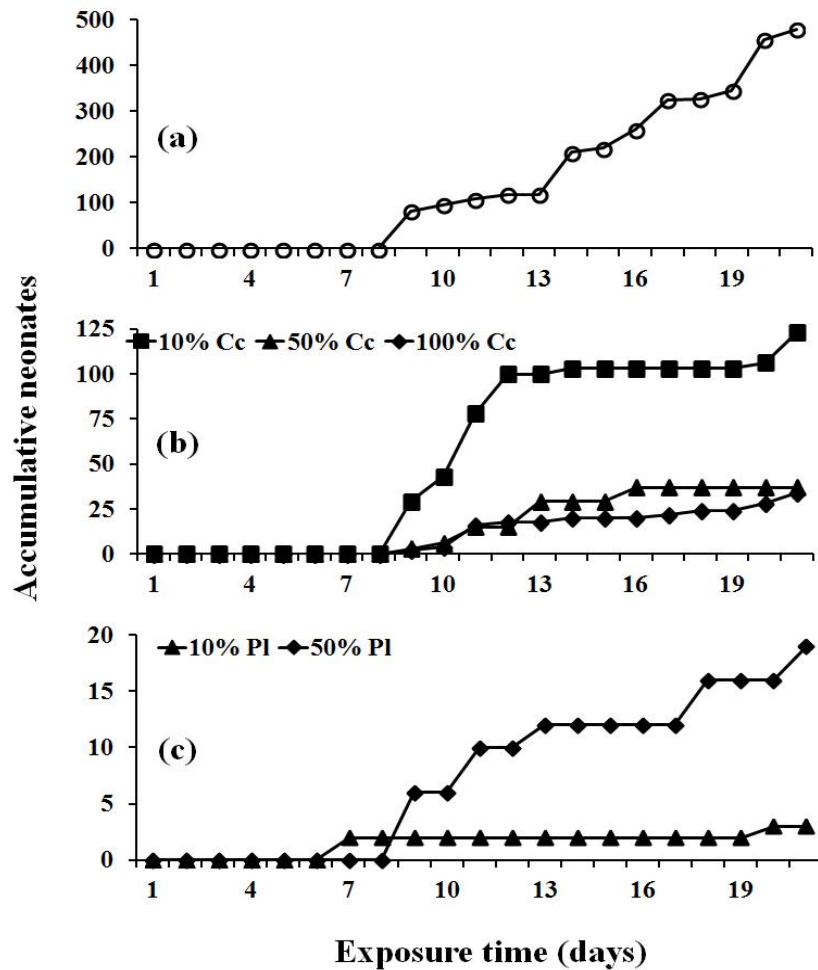 500
400
300
200
100
0
(a)
1 4 7 10 13 16 19
Accumulative neonates
125
100
75
50
25
0
10% Cc 50% Cc 100% Cc
(b)
1 4 7 10 13 16 19
20
15
10
5
0
10% Pl 50% Pl
(c)
1 4 7 10 13 16 19
Exposure time (days)